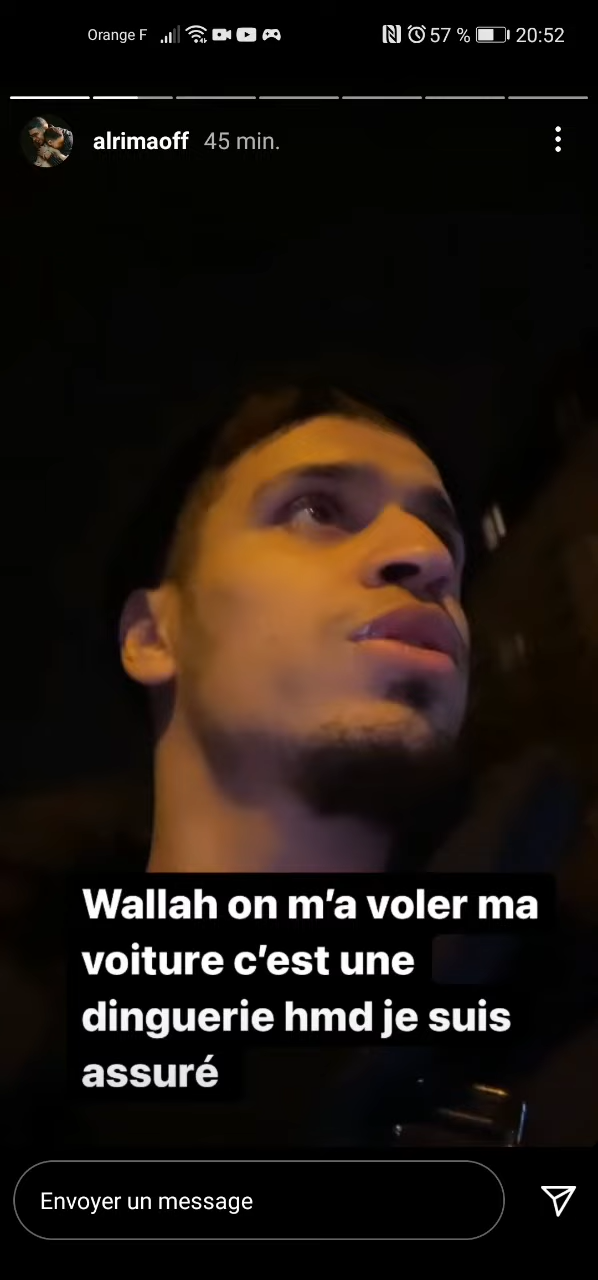 Orange F 57 % 20:52
alrimaoff 45 min.
Wallah on m’a voler ma
voiture c’est une
dinguerie hmd je suis
assuré
Envoyer un message